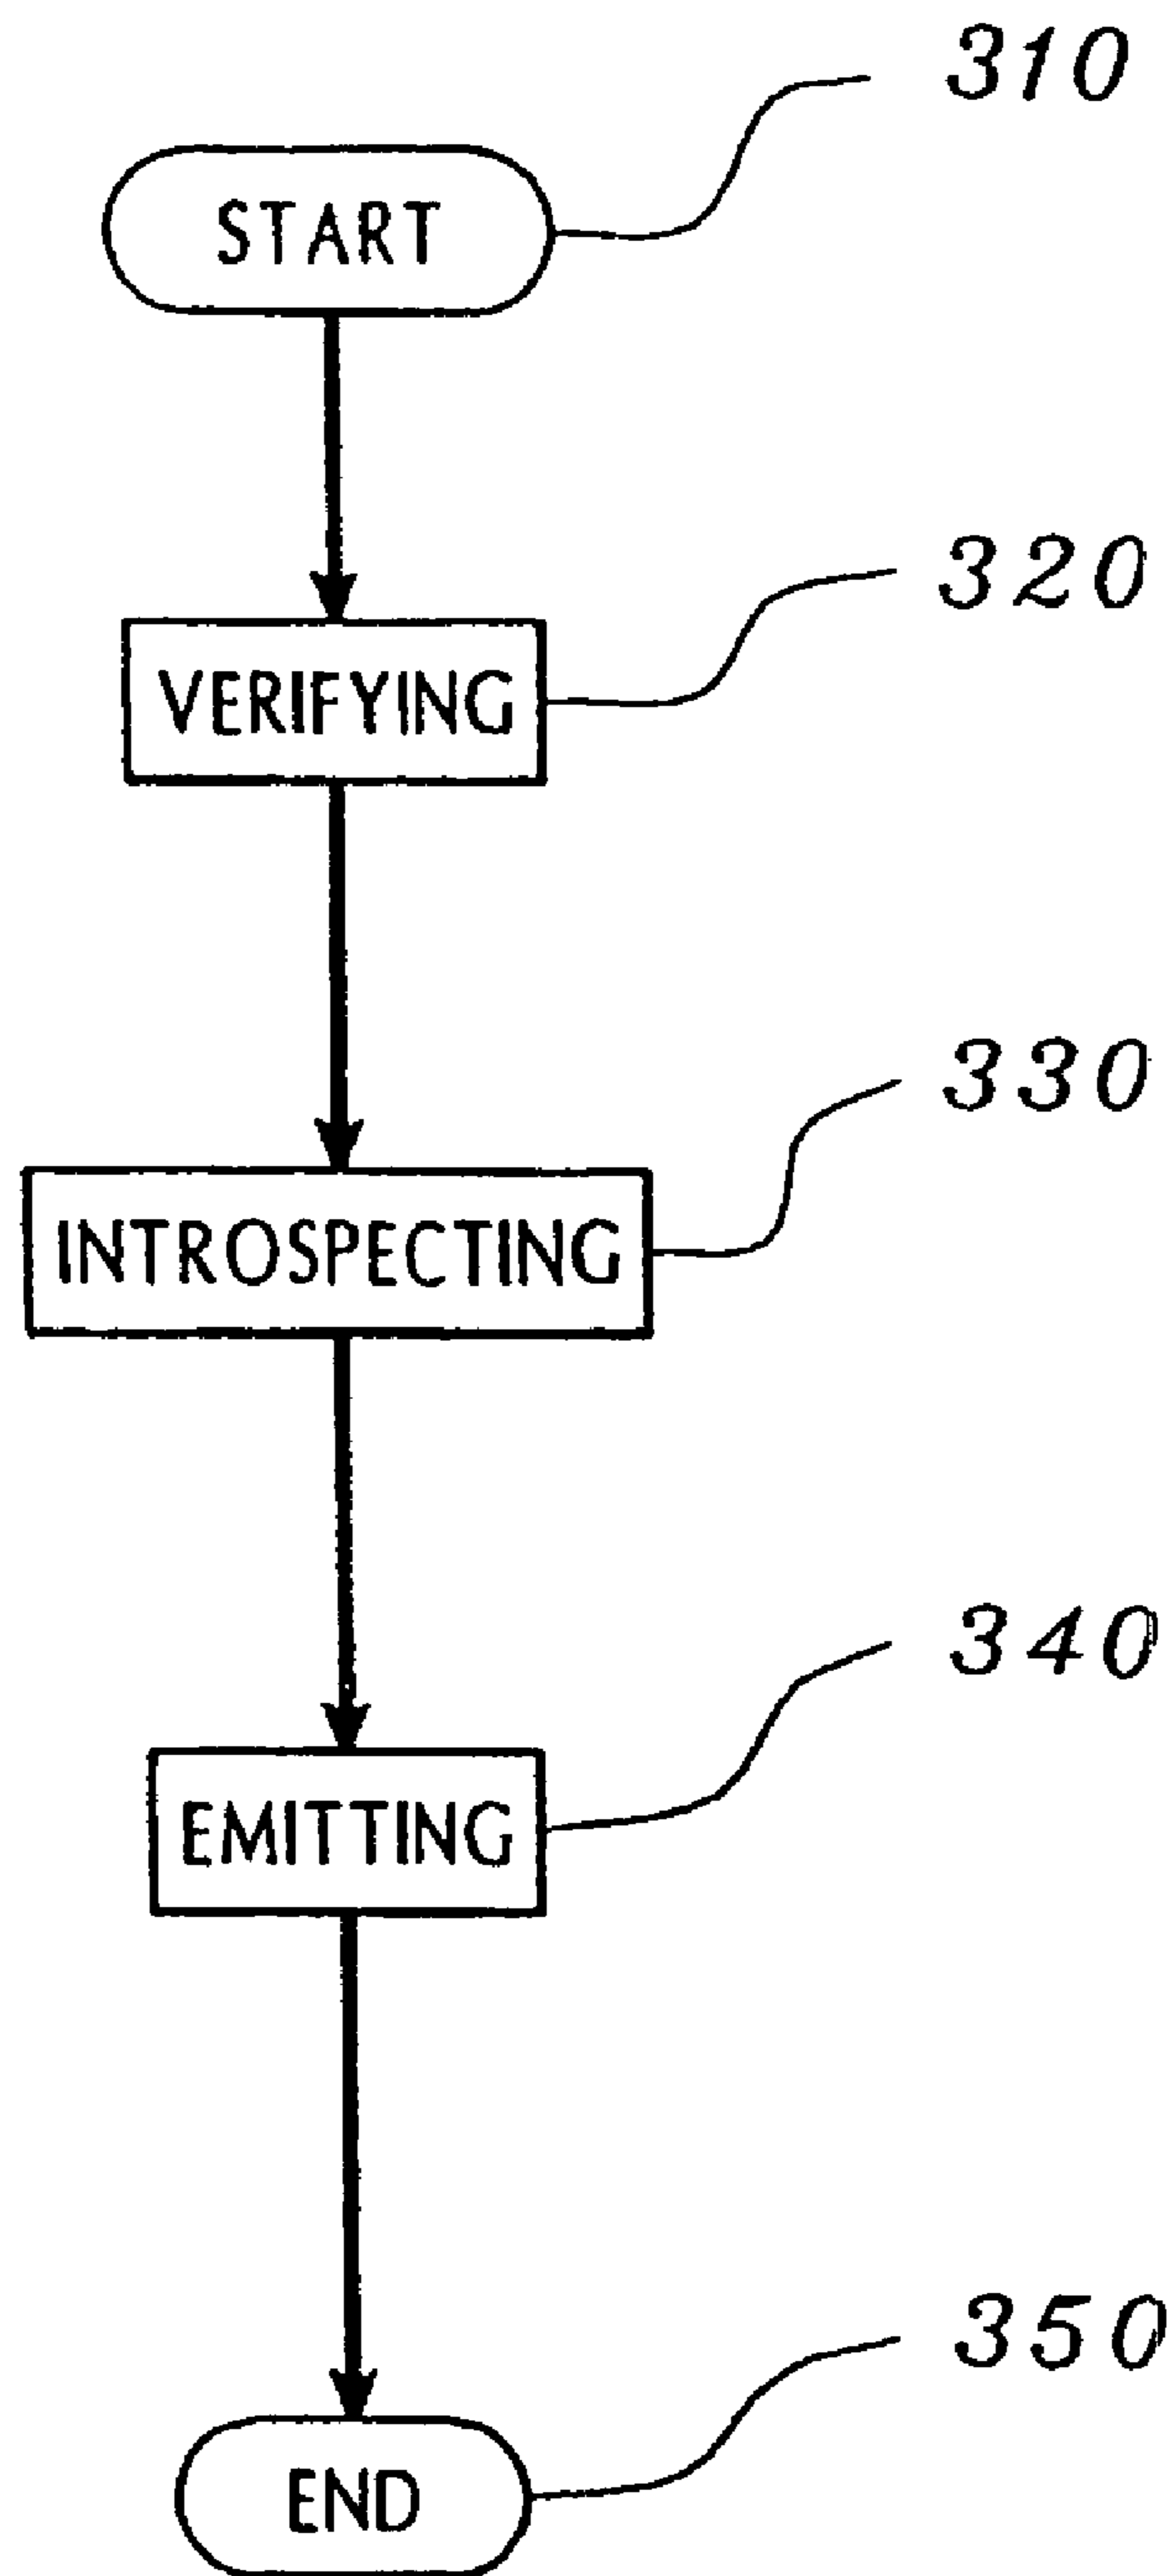 310
START
320
VERIFYING
330
INTROSPECTING
340
EMITTING
350
END